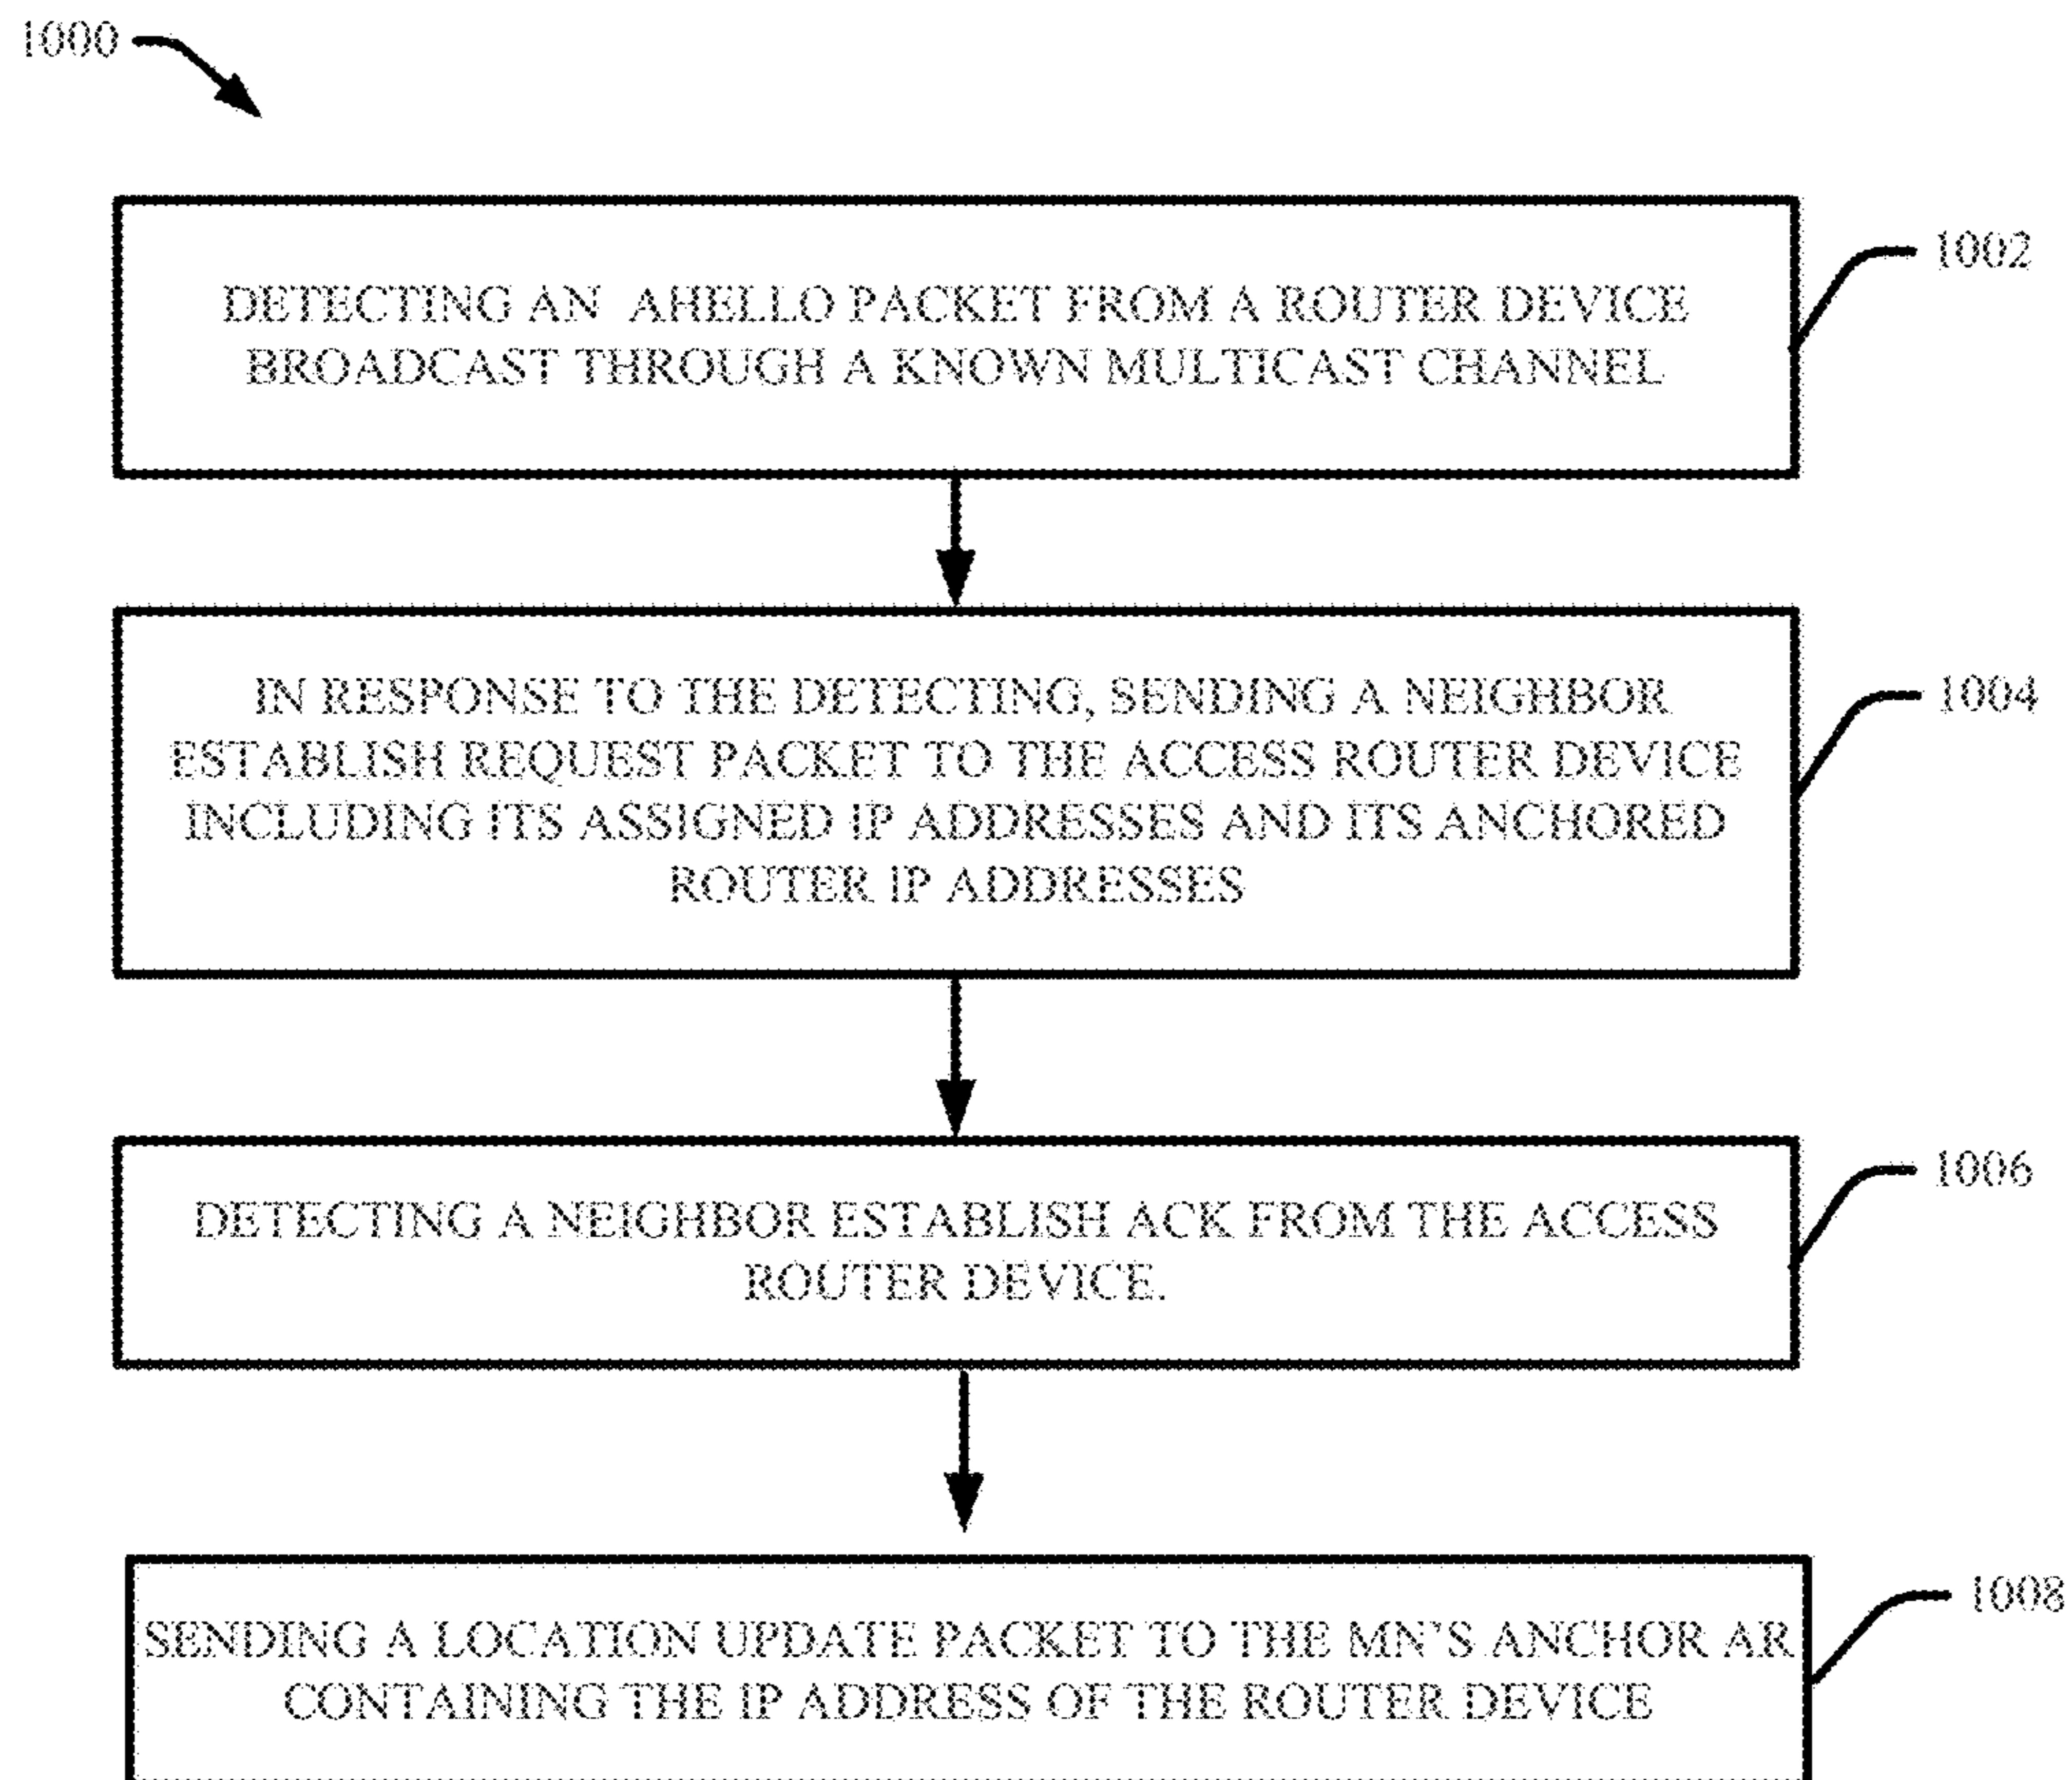 1000
DETECTING AN AHELLO PACKET FROM A ROUTER DEVICE
BROADCAST THROUGH A KNOWN MULTICAST CHANNEL
1002
IN RESPONSE TO THE DETECTING, SENDING A NEIGHBOR
ESTABLISH REQUEST PACKET TO THE ACCESS ROUTER DEVICE
INCLUDING ITS ASSIGNED IP ADDRESSES AND ITS ANCHORED
ROUTER IP ADDRESSES
1004
DETECTING A NEIGHBOR ESTABLISH ACK FROM THE ACCESS
ROUTER DEVICE.
1006
SENDING A LOCATION UPDATE PACKET TO THE MN'S ANCHOR AR
CONTAINING THE IP ADDRESS OF THE ROUTER DEVICE
1008